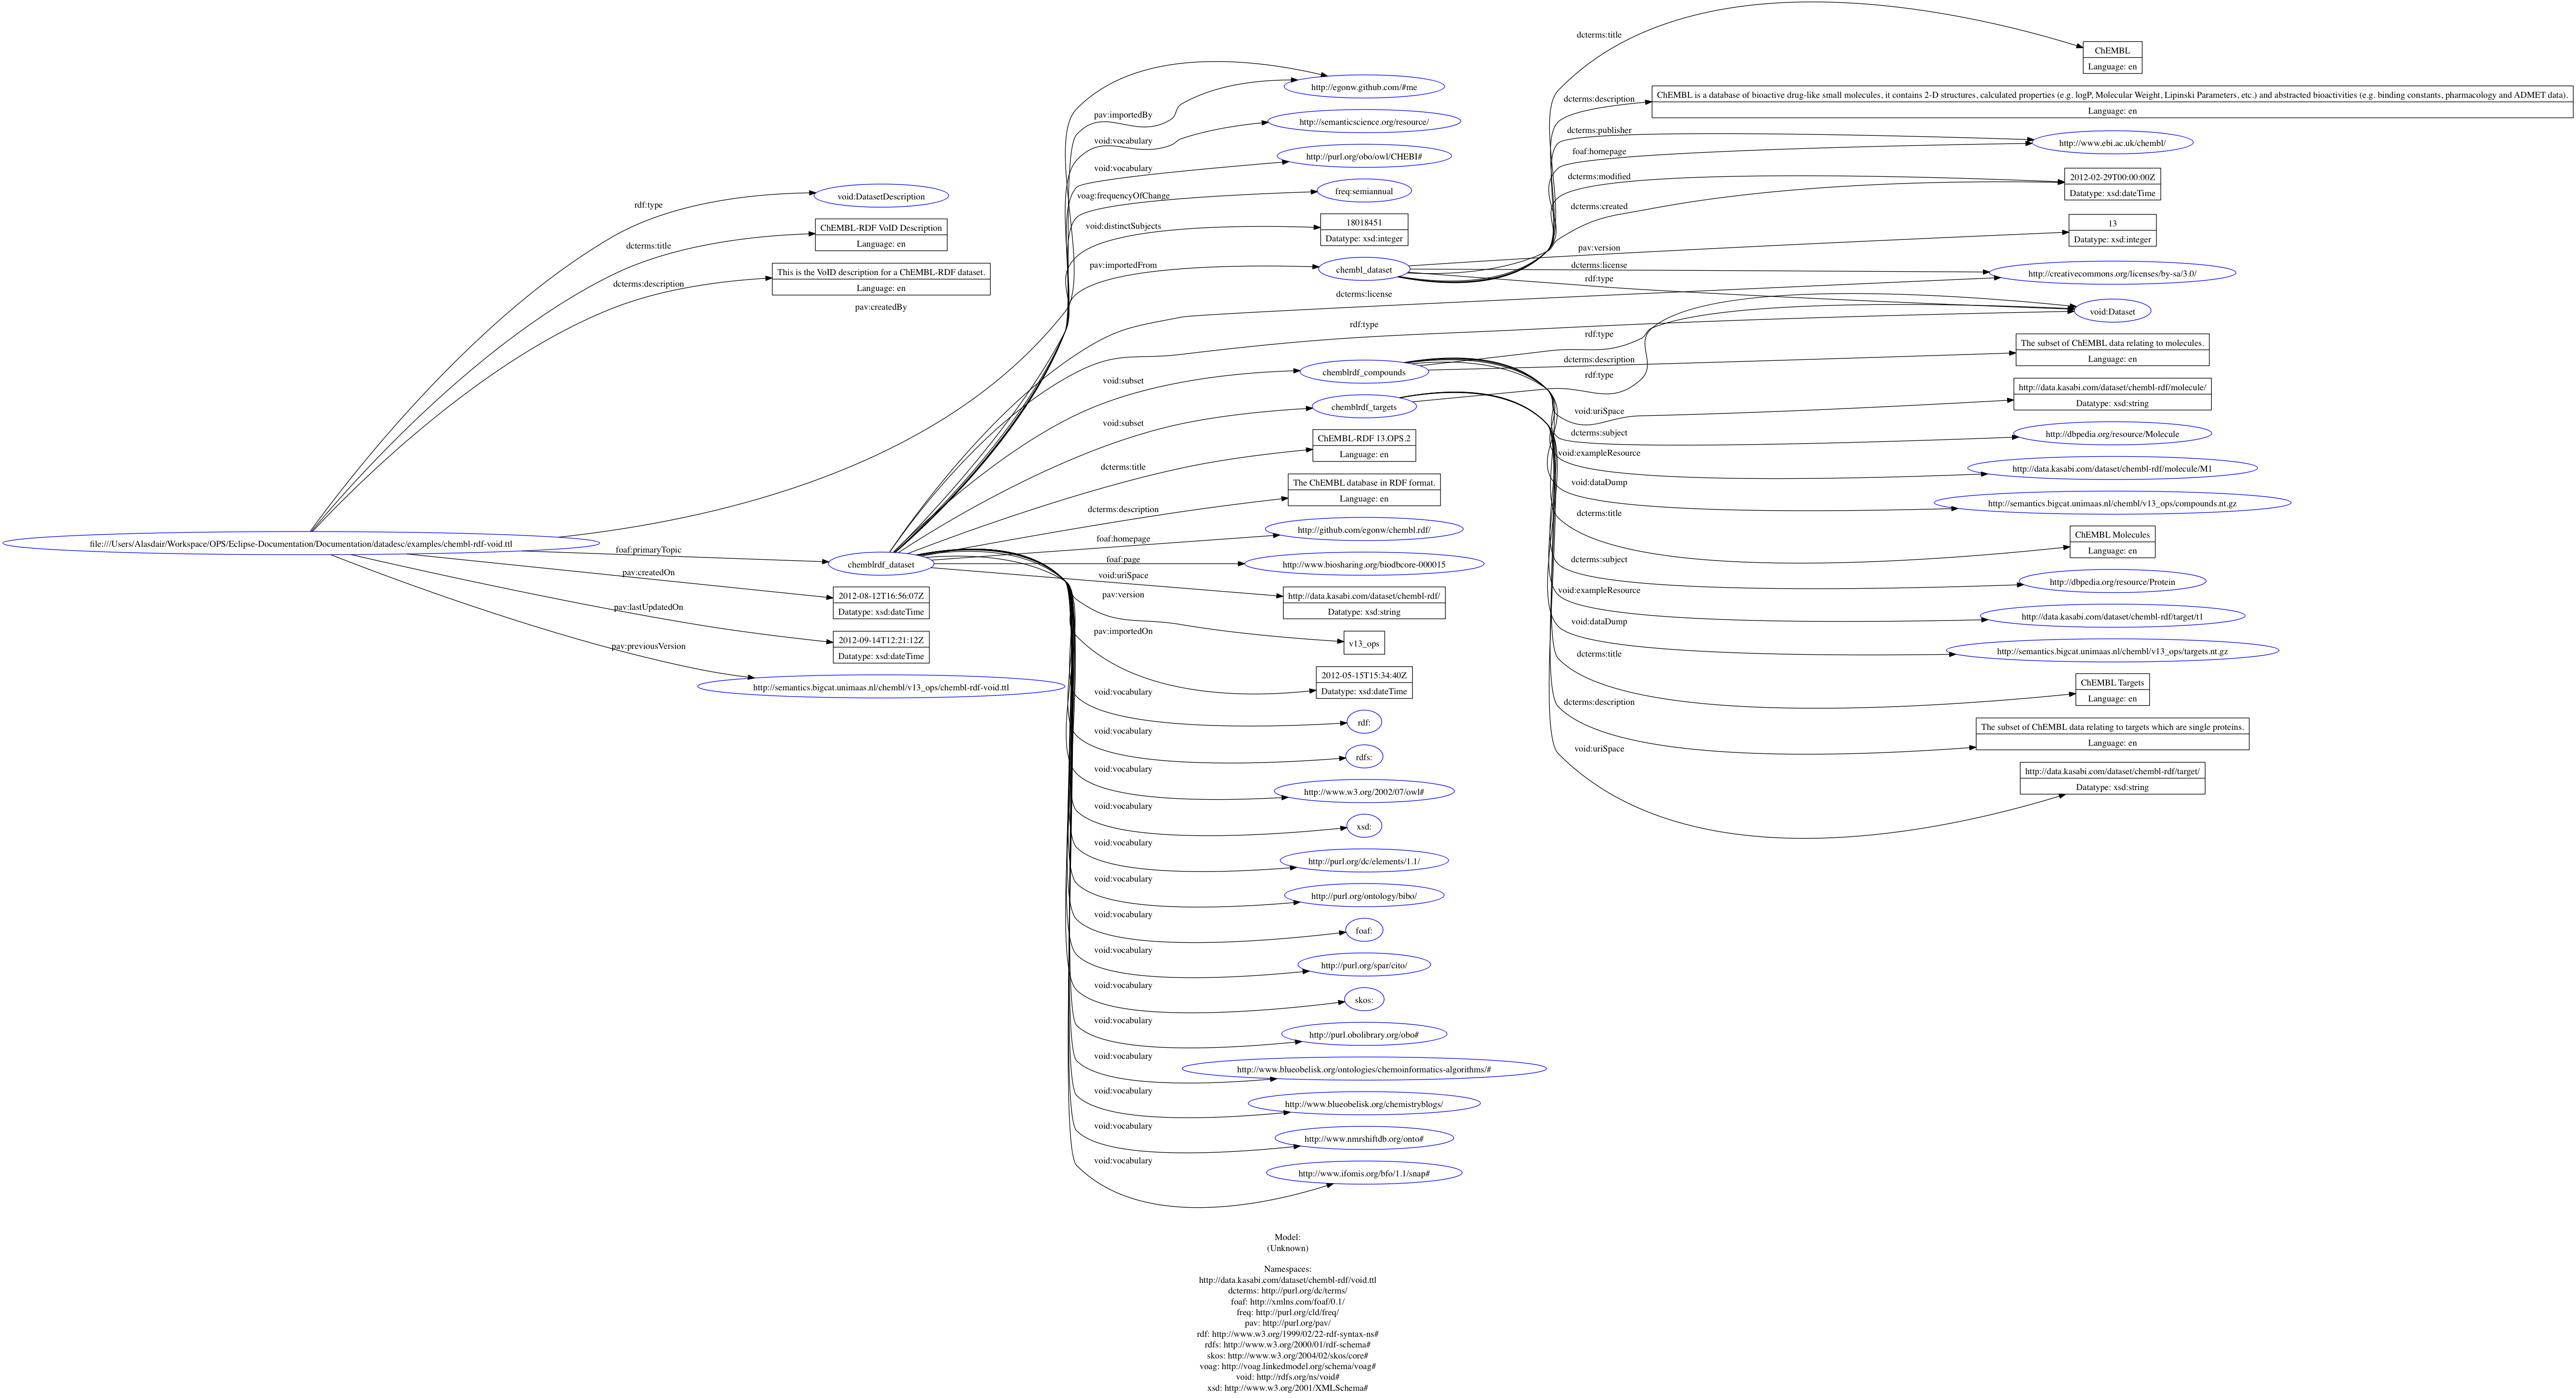 file:///Users/Alasdair/Workspace/OPS/Eclipse-Documentation/Documentation/datadesc/examples/chembl-rdf-void.ttl
rdf:type
dcterms:title
dcterms:description
pav:createdBy
foaf:primaryTopic
pav:createdOn
pav:lastUpdatedOn
pav:previousVersion
void:DatasetDescription
ChEMBL-RDF VoID Description
Language: en
This is the VoID description for a ChEMBL-RDF dataset.
Language: en
chemblrdf_dataset
2012-08-12T16:56:07Z
Datatype: xsd:dateTime
2012-09-14T12:21:12Z
Datatype: xsd:dateTime
http://semantics.bigcat.unimaas.nl/chembl/v13_ops/chembl-rdf-void.ttl
pav:importedBy
void:vocabulary
void:vocabulary
voag:frequencyOfChange
void:distinctSubjects
pav:importedFrom
dcterms:license
rdf:type
void:subset
void:subset
dcterms:title
dcterms:description
foaf:homepage
foaf:page
void:uriSpace
pav:version
pav:importedOn
void:vocabulary
void:vocabulary
void:vocabulary
void:vocabulary
void:vocabulary
void:vocabulary
void:vocabulary
void:vocabulary
void:vocabulary
void:vocabulary
void:vocabulary
void:vocabulary
void:vocabulary
void:vocabulary
http://egonw.github.com/#me
http://semanticscience.org/resource/
http://purl.org/obo/owl/CHEBI#
freq:semiannual
18018451
Datatype: xsd:integer
chembl_dataset
chemblrdf_compounds
chemblrdf_targets
ChEMBL-RDF 13.OPS.2
Language: en
The ChEMBL database in RDF format.
Language: en
http://github.com/egonw/chembl.rdf/
http://www.biosharing.org/biodbcore-000015
http://data.kasabi.com/dataset/chembl-rdf/
Datatype: xsd:string
v13_ops
2012-05-15T15:34:40Z
Datatype: xsd:dateTime
rdf:
rdfs:
http://www.w3.org/2002/07/owl#
xsd:
http://purl.org/dc/elements/1.1/
http://purl.org/ontology/bibo/
foaf:
http://purl.org/spar/cito/
skos:
http://purl.obolibrary.org/obo#
http://www.blueobelisk.org/ontologies/chemoinformatics-algorithms/#
http://www.blueobelisk.org/chemistryblogs/
http://www.nmrshiftdb.org/onto#
http://www.ifomis.org/bfo/1.1/snap#
dcterms:title
dcterms:description
dcterms:publisher
foaf:homepage
dcterms:modified
dcterms:created
pav:version
dcterms:license
rdf:type
rdf:type
dcterms:description
rdf:type
void:uriSpace
dcterms:subject
void:exampleResource
void:dataDump
dcterms:title
dcterms:subject
void:exampleResource
void:dataDump
dcterms:title
dcterms:description
void:uriSpace
ChEMBL
Language: en
ChEMBL is a database of bioactive drug-like small molecules, it contains 2-D structures, calculated properties (e.g. logP, Molecular Weight, Lipinski Parameters, etc.) and abstracted bioactivities (e.g. binding constants, pharmacology and ADMET data).
Language: en
http://www.ebi.ac.uk/chembl/
2012-02-29T00:00:00Z
Datatype: xsd:dateTime
13
Datatype: xsd:integer
http://creativecommons.org/licenses/by-sa/3.0/
void:Dataset
The subset of ChEMBL data relating to molecules.
Language: en
http://data.kasabi.com/dataset/chembl-rdf/molecule/
Datatype: xsd:string
http://dbpedia.org/resource/Molecule
http://data.kasabi.com/dataset/chembl-rdf/molecule/M1
http://semantics.bigcat.unimaas.nl/chembl/v13_ops/compounds.nt.gz
ChEMBL Molecules
Language: en
http://dbpedia.org/resource/Protein
http://data.kasabi.com/dataset/chembl-rdf/target/t1
http://semantics.bigcat.unimaas.nl/chembl/v13_ops/targets.nt.gz
ChEMBL Targets
Language: en
The subset of ChEMBL data relating to targets which are single proteins.
Language: en
http://data.kasabi.com/dataset/chembl-rdf/target/
Datatype: xsd:string
Model:
(Unknown)
Namespaces:
http://data.kasabi.com/dataset/chembl-rdf/void.ttl
dcterms: http://purl.org/dc/terms/
foaf: http://xmlns.com/foaf/0.1/
freq: http://purl.org/cld/freq/
pav: http://purl.org/pav/
rdf: http://www.w3.org/1999/02/22-rdf-syntax-ns#
rdfs: http://www.w3.org/2000/01/rdf-schema#
skos: http://www.w3.org/2004/02/skos/core#
voag: http://voag.linkedmodel.org/schema/voag#
void: http://rdfs.org/ns/void#
xsd: http://www.w3.org/2001/XMLSchema#